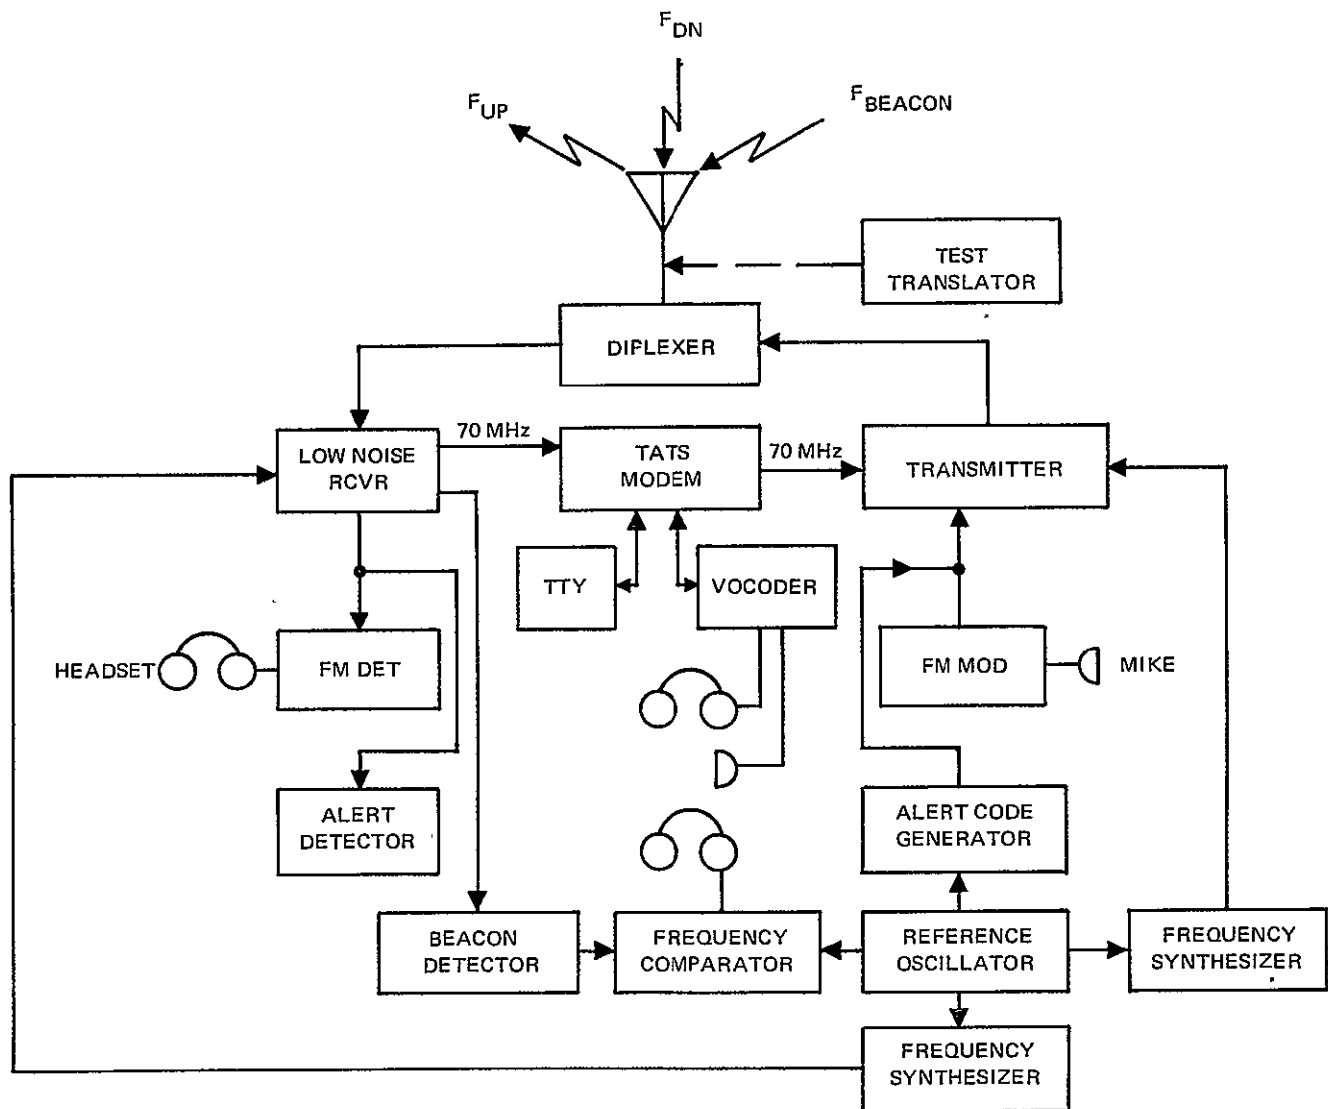 F_DN
F_UP
F_BEACON
TEST
TRANSLATOR
DIPLEXER
70 MHz
70 MHz
LOW NOISE
RCVR
TATS
MODEM
TRANSMITTER
TTY
VOCODER
HEADSET
FM DET
FM MOD
MIKE
ALERT
DETECTOR
ALERT CODE
GENERATOR
BEACON
DETECTOR
FREQUENCY
COMPARATOR
REFERENCE
OSCILLATOR
FREQUENCY
SYNTHESIZER
FREQUENCY
SYNTHESIZER